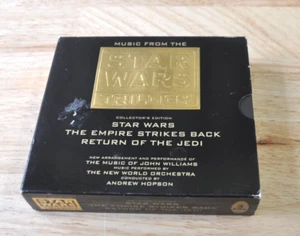 MUSIC FROM THE
STAR
WARS
TRILOGY
COLLECTOR'S EDITION
STAR WARS
THE EMPIRE STRIKES BACK
RETURN OF THE JEDI
NEW ARRANGEMENT AND PERFORMANCE OF
THE MUSIC OF JOHN WILLIAMS
MUSIC PERFORMED BY
THE NEW WORLD ORCHESTRA
CONDUCTED BY
ANDREW HOPSON
STAR WARS